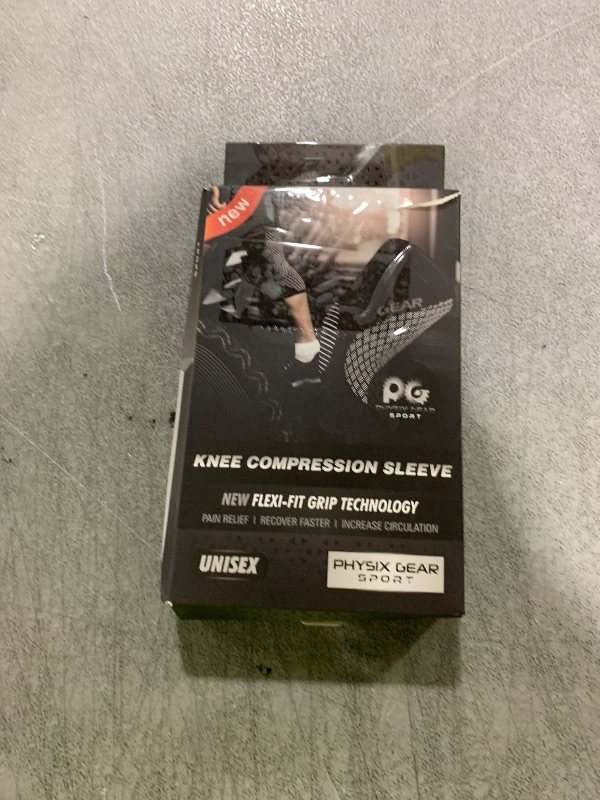 new
GEAR
PG
PHYSIX GEAR
SPORT
KNEE COMPRESSION SLEEVE
NEW FLEXI-FIT GRIP TECHNOLOGY
PAIN RELIEF | RECOVER FASTER | INCREASE CIRCULATION
UNISEX
PHYSIX GEAR
SPORT